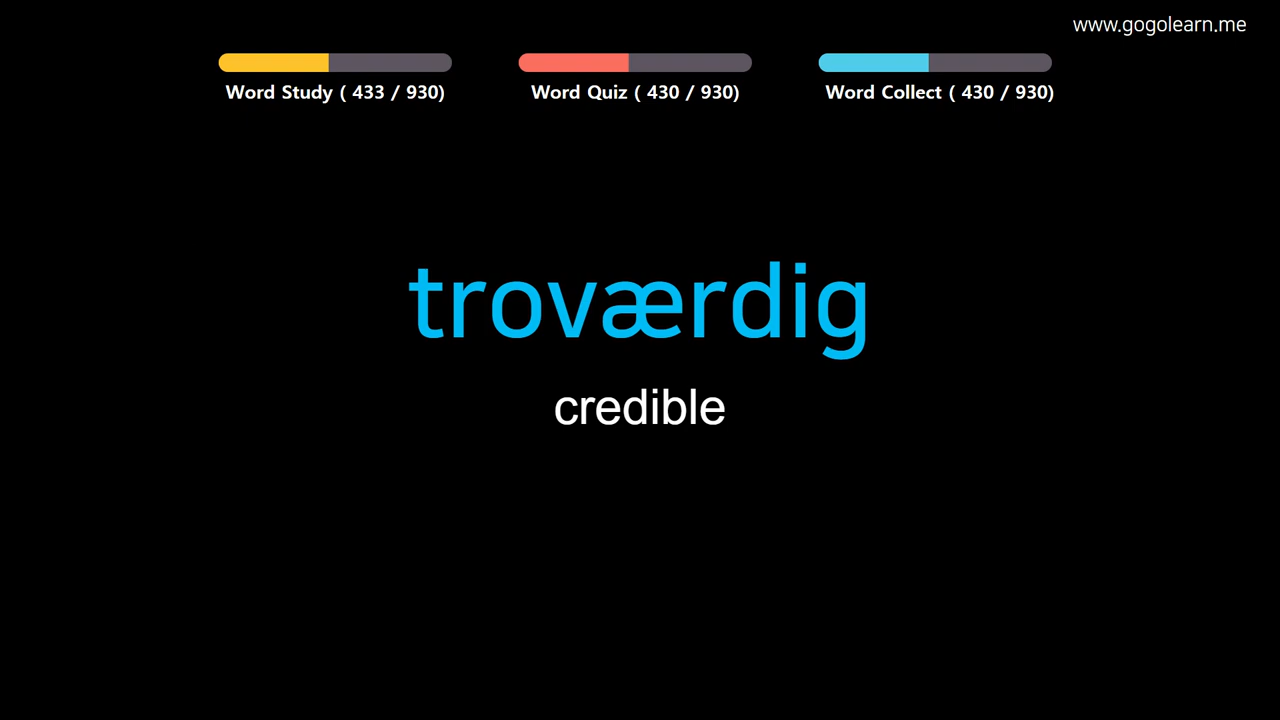 www.gogolearn.me
Word Study ( 433 / 930)
Word Quiz ( 430 / 930)
Word Collect ( 430 / 930)
troværdig
credible